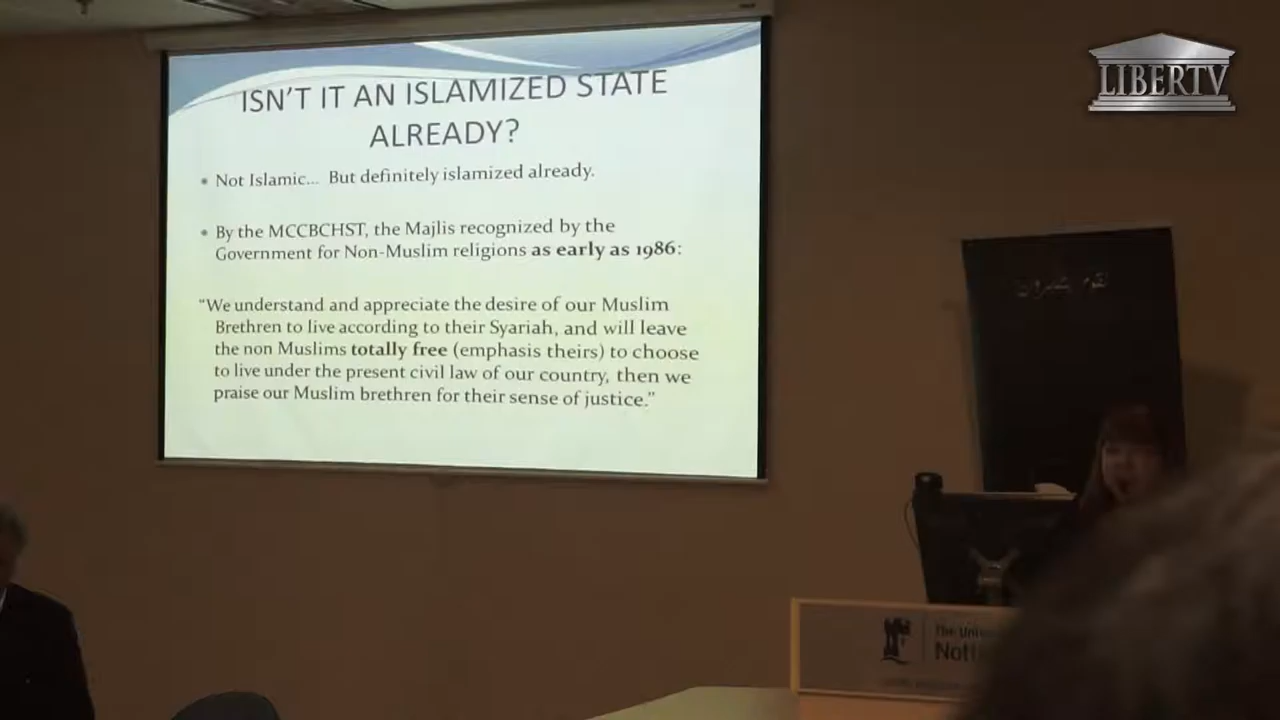 LIBERTV
ISN'T IT AN ISLAMIZED STATE
ALREADY?
• Not Islamic... But definitely islamized already.
• By the MCCBCHST, the Majlis recognized by the
Government for Non-Muslim religions as early as 1986:
"We understand and appreciate the desire of our Muslim
Brethren to live according to their Syariah, and will leave
the non Muslims totally free (emphasis theirs) to choose
to live under the present civil law of our country, then we
praise our Muslim brethren for their sense of justice."
The